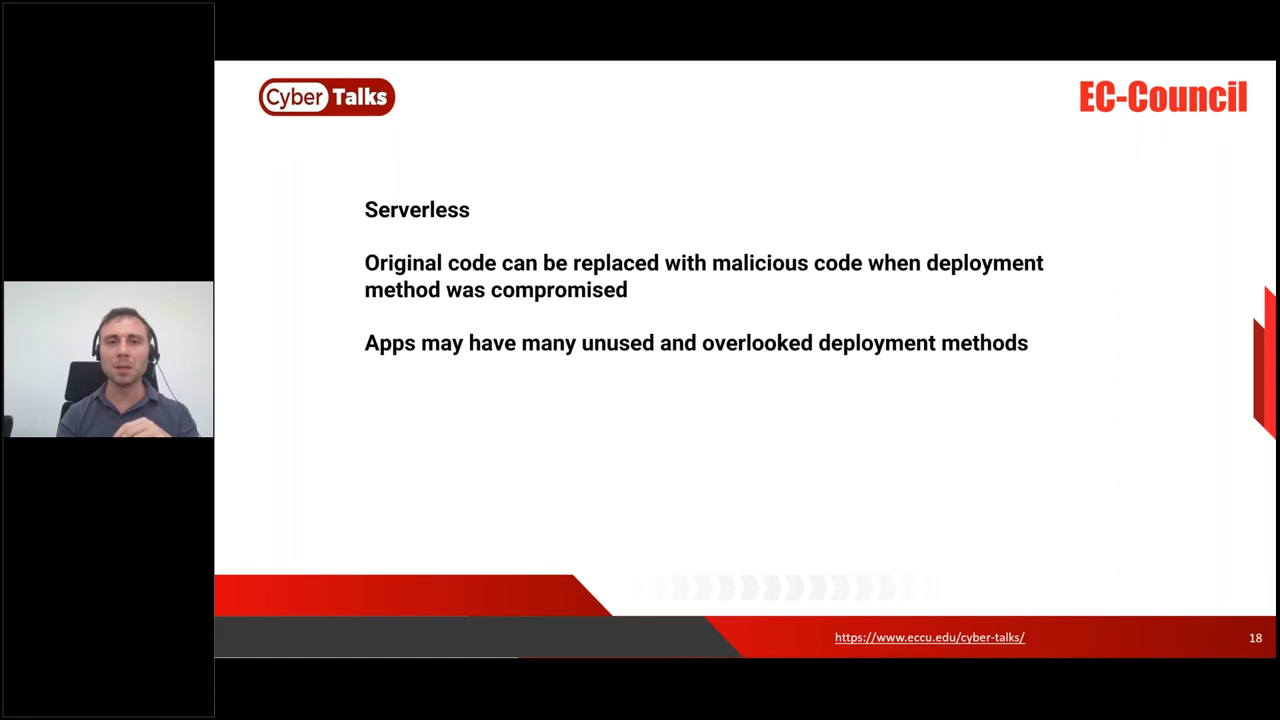 Cyber Talks
EC-Council
Serverless
Original code can be replaced with malicious code when deployment
method was compromised
Apps may have many unused and overlooked deployment methods
https://www.eccu.edu/cyber-talks/
18